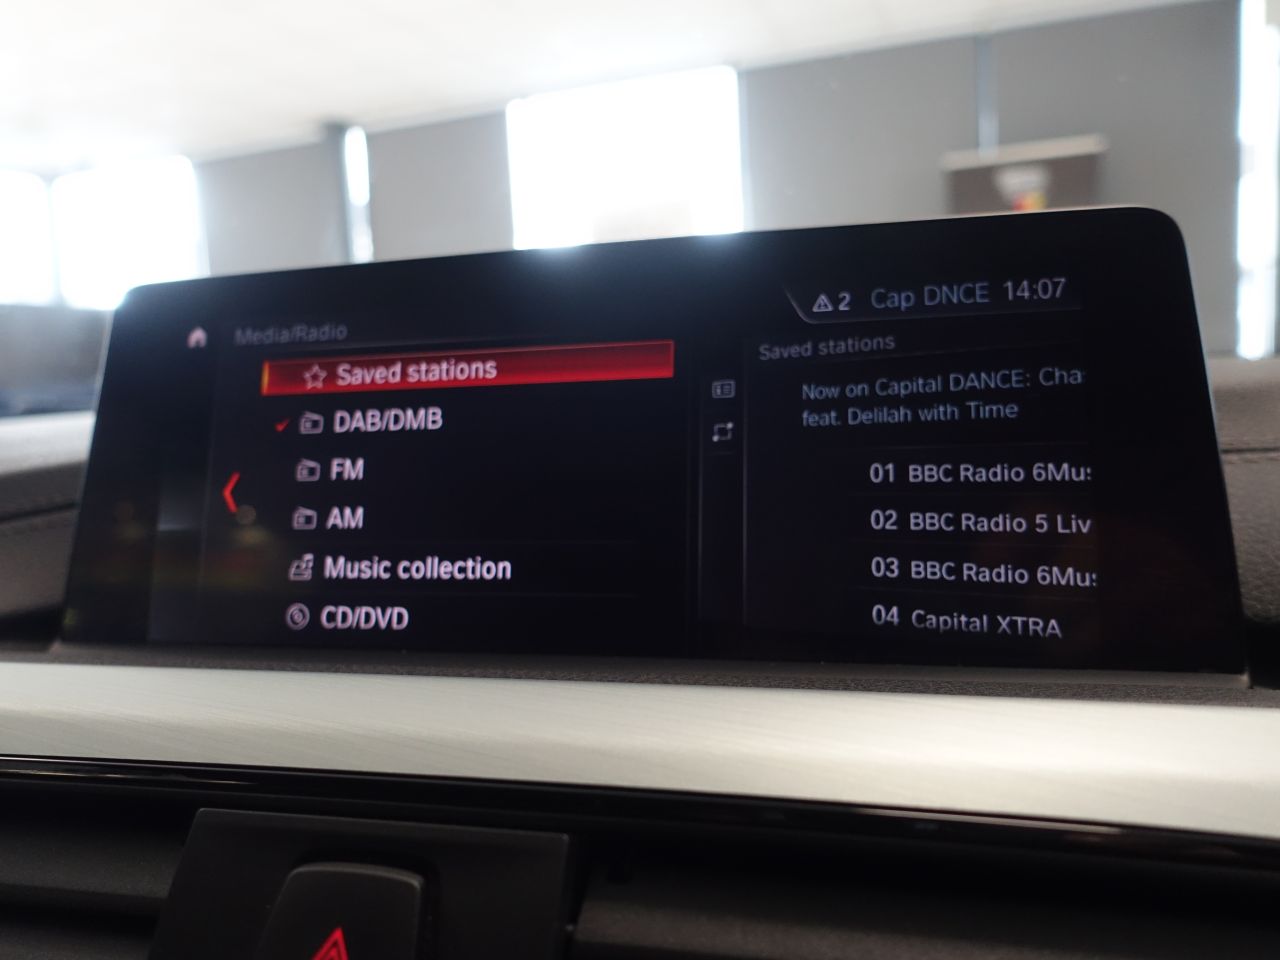 2 Cap DNCE 14:07
Media/Radio
Saved stations
DAB/DMB
FM
AM
Music collection
CD/DVD
Saved stations
Now on Capital DANCE: Cha
feat. Delilah with Time
01 BBC Radio 6Mus
02 BBC Radio 5 Liv
03 BBC Radio 6Mus
04 Capital XTRA